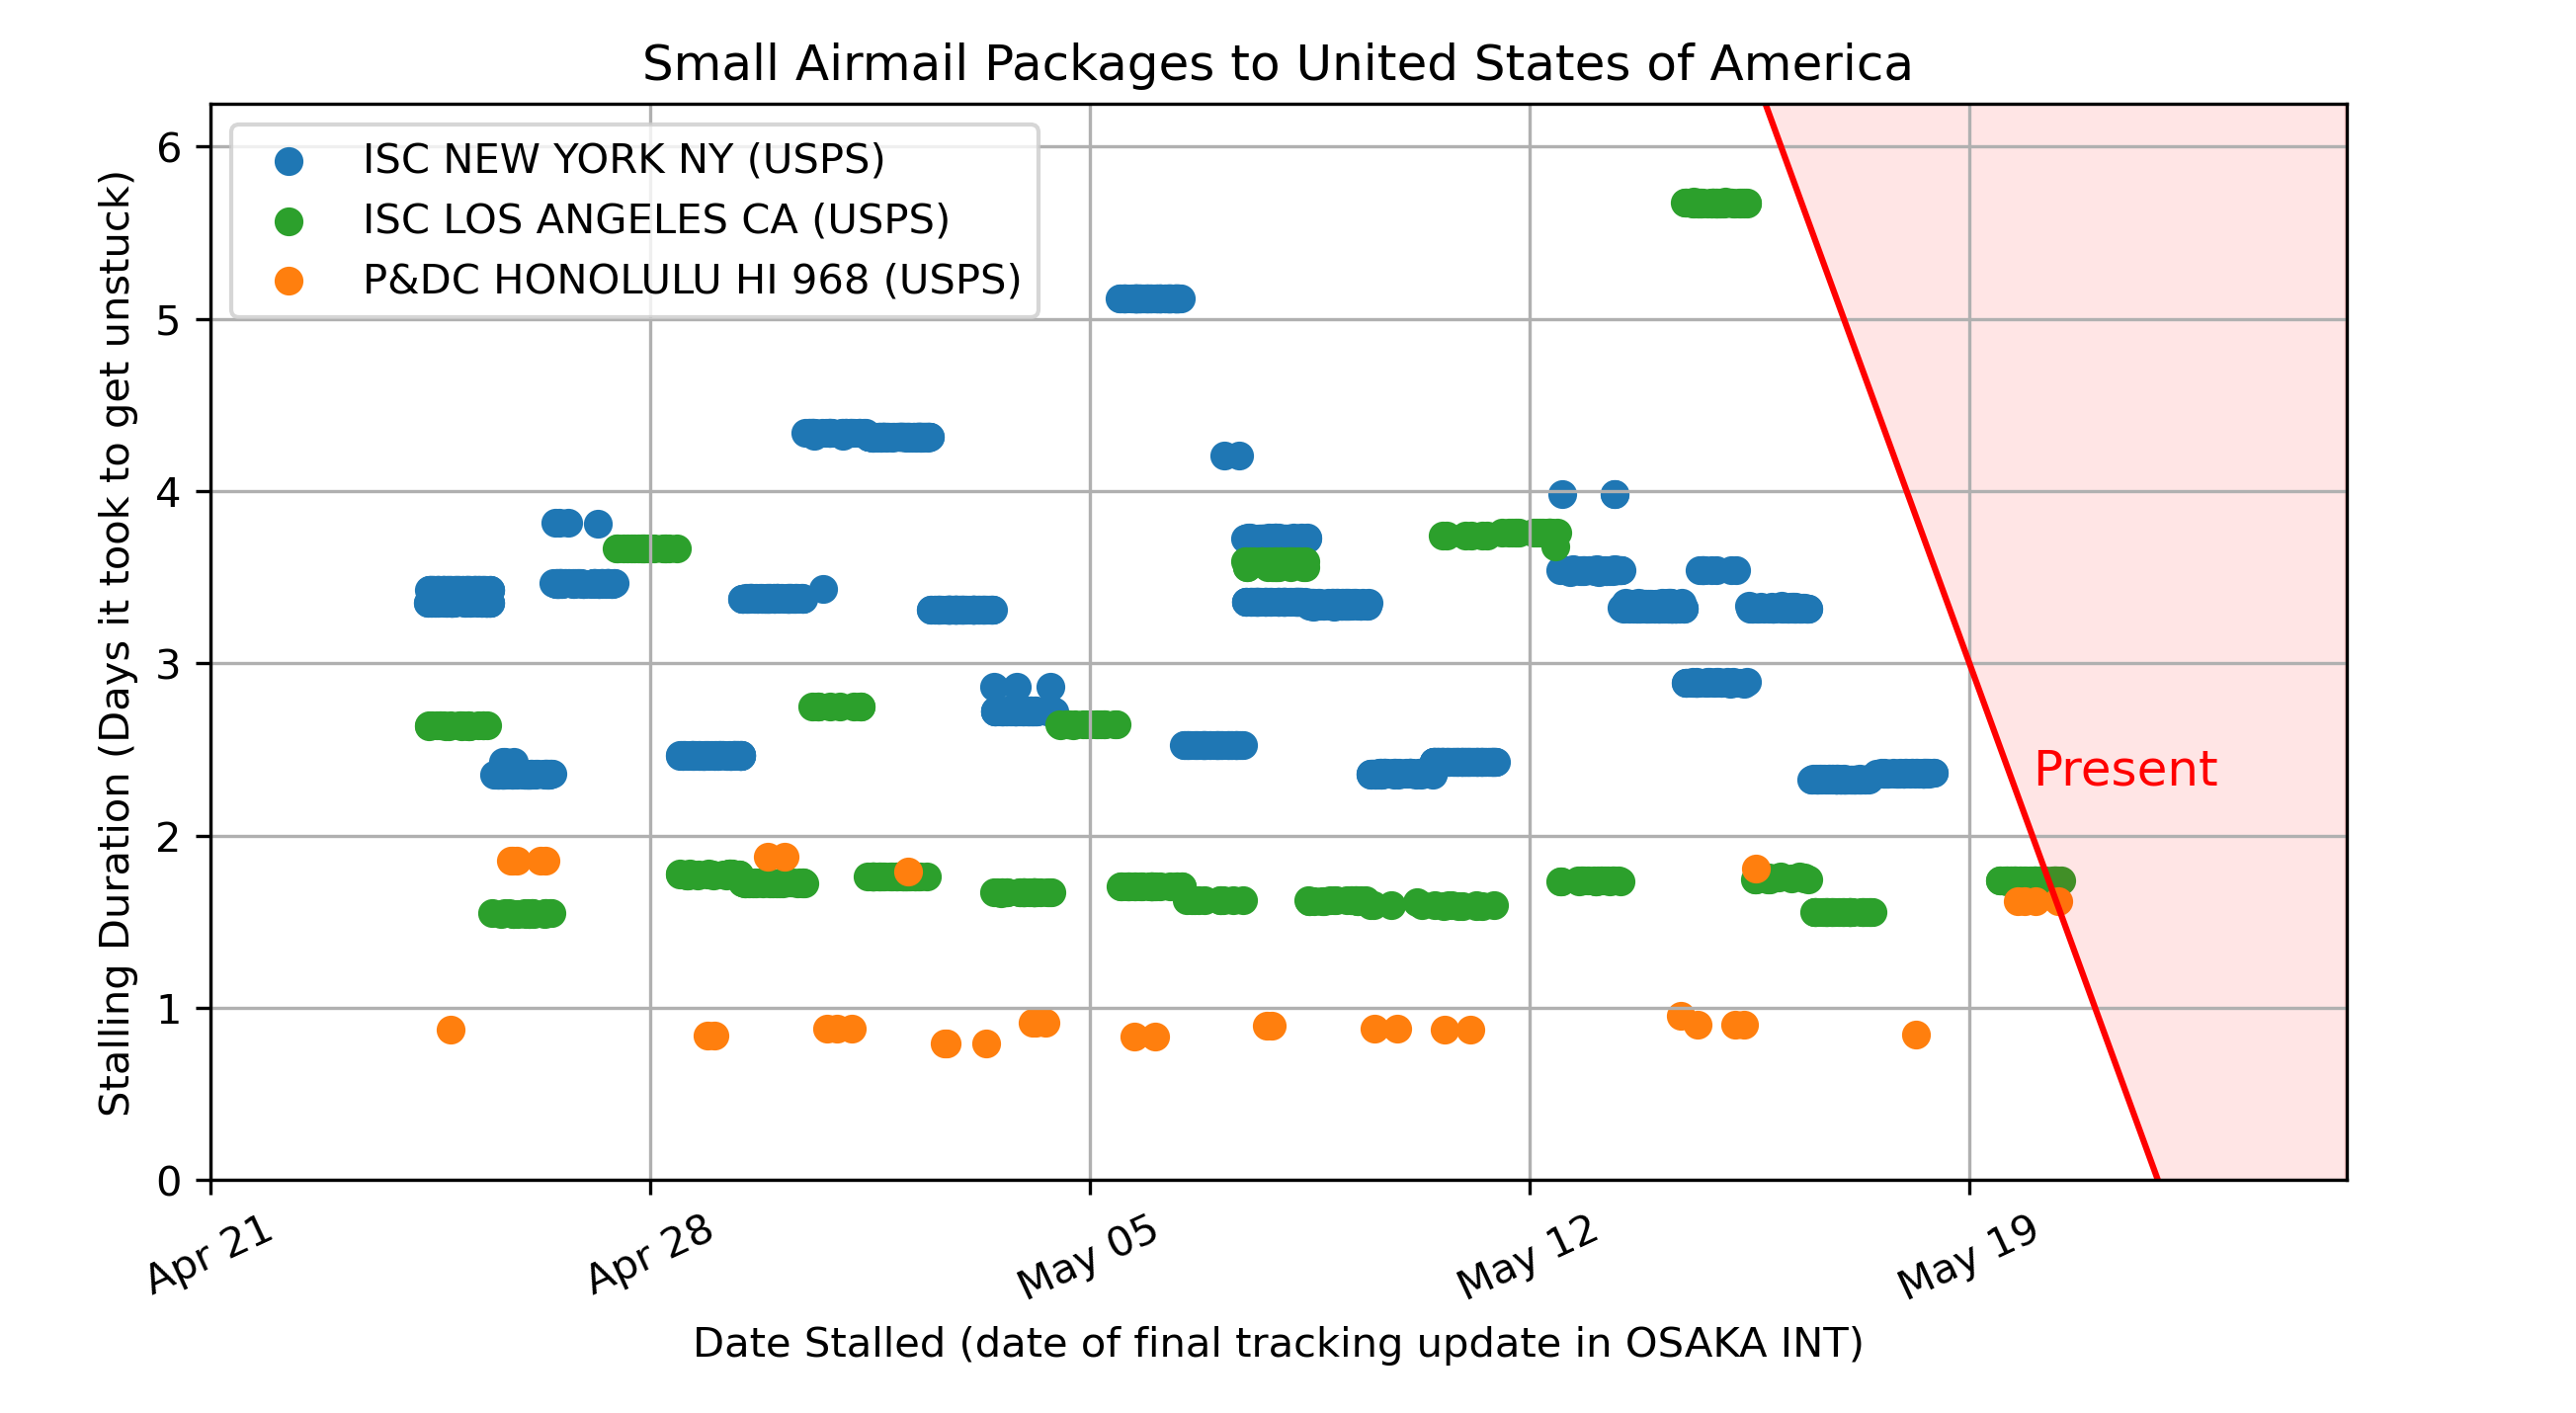 Small Airmail Packages to United States of America
ISC NEW YORK NY (USPS)
ISC LOS ANGELES CA (USPS)
P&DC HONOLULU HI 968 (USPS)
Stalling Duration (Days it took to get unstuck)
6
5
4
3
2
1
0
Present
Apr 21
Apr 28
May 05
May 12
May 19
Date Stalled (date of final tracking update in OSAKA INT)